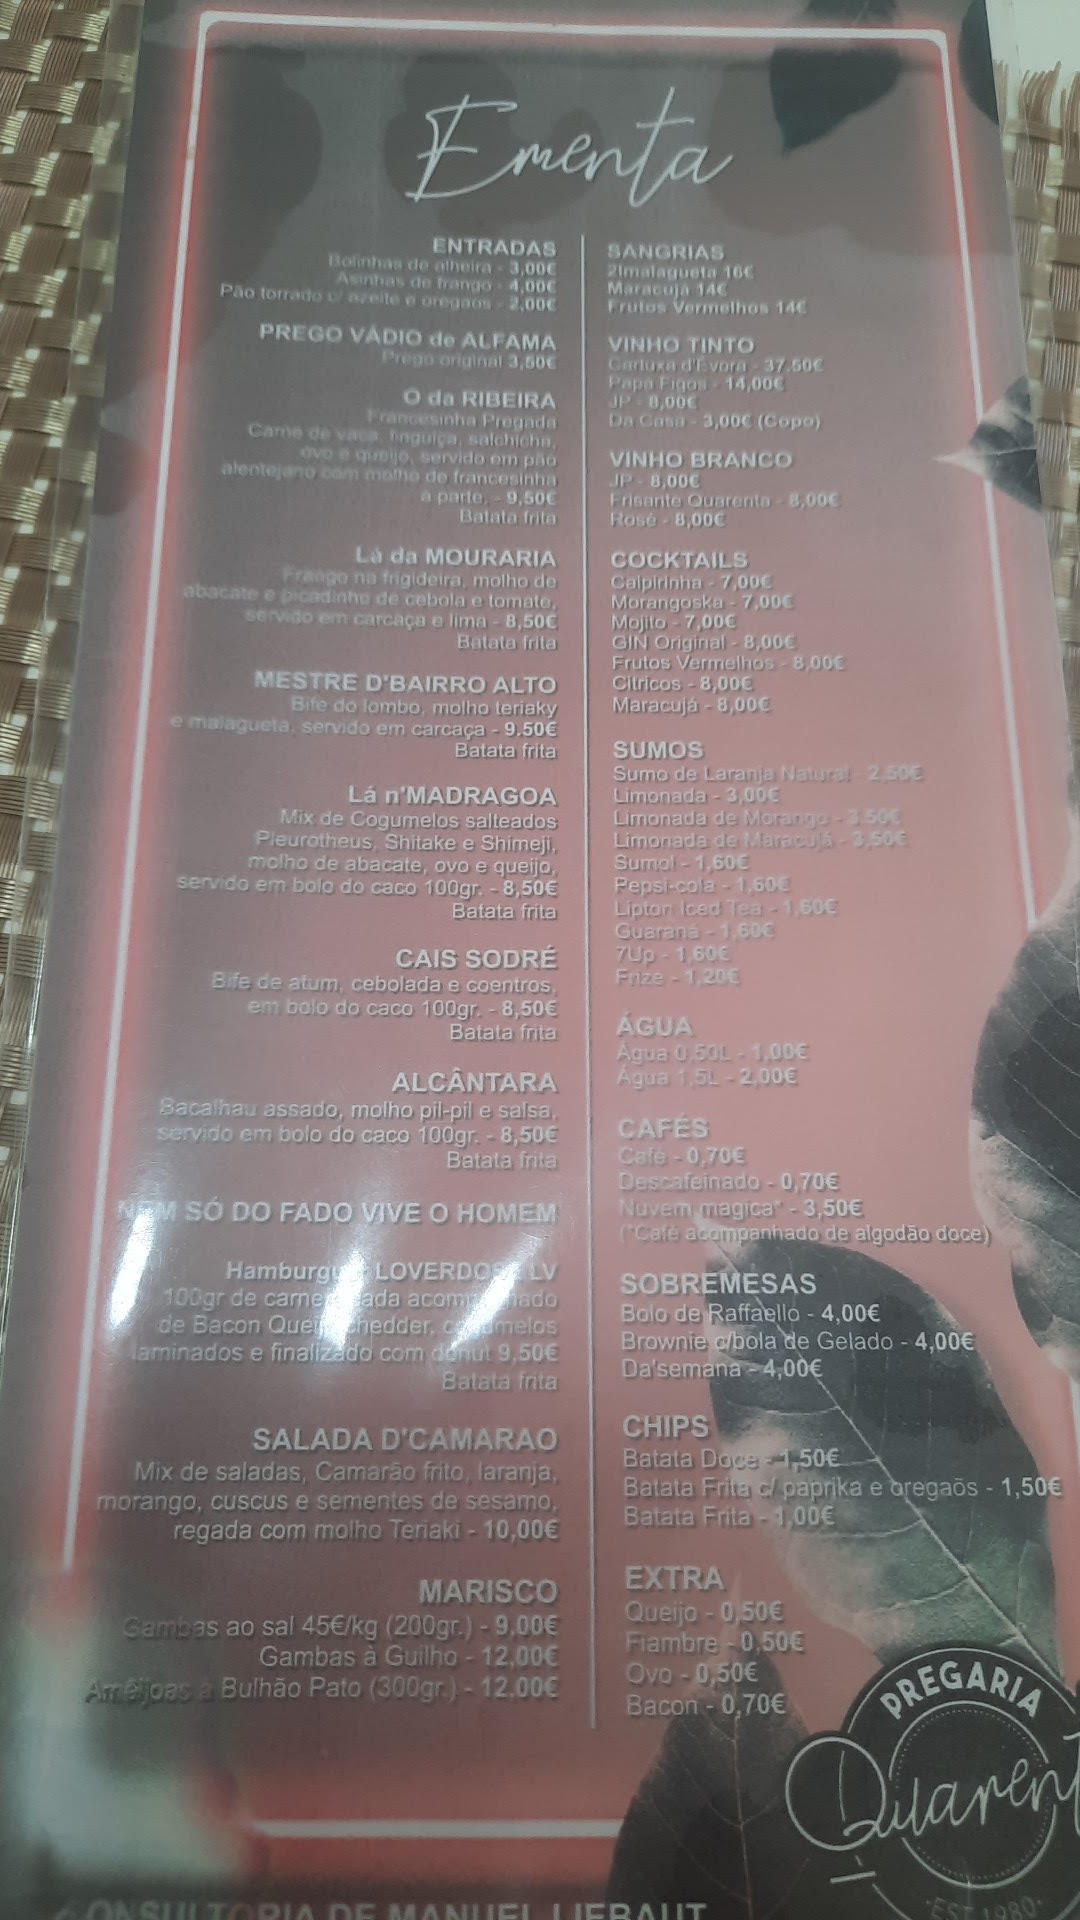 Ementa
ENTRADAS
Bolinhas de alheira - 3,00€
Asinhas de frango - 4,00€
Pão torrado c/ azeite e oregaos - 2,00€
PREGO VÁDIO de ALFAMA
Prego original 3,50€
O da RIBEIRA
Francesinha Pregada
Carne de vaca, linguiça, salchicha,
ovo e queijo, servido em pão
alentejano com molho de francesinha
à parte, - 9,50€
Batata frita
Lá da MOURARIA
Frango na frigideira, molho de
abacate e picadinho de cebola e tomate,
servido em carcaça e lima - 8,50€
Batata frita
MESTRE D'BAIRRO ALTO
Bife do lombo, molho teriaky
e malagueta, servido em carcaça - 9.50€
Batata frita
Lá n'MADRAGOA
Mix de Cogumelos salteados
Pleurotheus, Shitake e Shimeji,
molho de abacate, ovo e queijo,
servido em bolo do caco 100gr. - 8,50€
Batata frita
CAIS SODRÉ
Bife de atum, cebolada e coentros,
em bolo do caco 100gr. - 8,50€
Batata frita
ALCÂNTARA
Bacalhau assado, molho pil-pil e salsa,
servido em bolo do caco 100gr. - 8,50€
Batata frita
NEM SÓ DO FADO VIVE O HOMEM
Hamburgu LOVERDOSE LV
100gr de carne acom
de Bacon Quei hedder,
laminados e finalizado com donut 9,50€
Batata frita
SALADA D'CAMARAO
Mix de saladas, Camarão frito, laranja,
morango, cuscus e sementes de sesamo,
regada com molho Teriaki - 10,00€
MARISCO
Gambas ao sal 45€/kg (200gr.) - 9,00€
Gambas à Guilho - 12,00€
Amêijoas à Bulhão Pato (300gr.) - 12,00€
SANGRIAS
21malagueta 16€
Maracujá 14€
Frutos Vermelhos 14€
VINHO TINTO
Cartuxa d'Évora - 37,50€
Papa Figos - 14,00€
JP - 8,00€
Da Casa - 3,00€ (Copo)
VINHO BRANCO
JP - 8,00€
Frisante Quarenta - 8,00€
Rosé - 8,00€
COCKTAILS
Caipirinha - 7,00€
Morangoska - 7,00€
Mojito - 7,00€
GIN Original - 8,00€
Frutos Vermelhos - 8,00€
Citricos - 8,00€
Maracujá - 8,00€
SUMOS
Sumo de Laranja Natural - 2,50€
Limonada - 3,00€
Limonada de Morango - 3,50€
Limonada de Maracujá - 3,50€
Sumol - 1,60€
Pepsi-cola - 1,60€
Lipton Iced Tea - 1,60€
Guaraná - 1,60€
7Up - 1,60€
Frize - 1,20€
ÁGUA
Água 0.50L - 1,00€
Água 1,5L - 2,00€
CAFÉS
Café - 0,70€
Descafeinado - 0,70€
Nuvem magica* - 3,50€
(*Café acompanhado de algodão doce)
SOBREMESAS
Bolo de Raffaello - 4,00€
Brownie c/bola de Gelado - 4,00€
Da'semana - 4,00€
CHIPS
Batata Doce - 1,50€
Batata Frita c/ paprika e oregaõs - 1,50€
Batata Frita - 1,00€
EXTRA
Queijo - 0,50€
Fiambre - 0,50€
Ovo - 0,50€
Bacon - 0,70€
PREGARIA
Quarent
·EST 1980·
ONSULTORIA DE MANUEL LIEBAUT